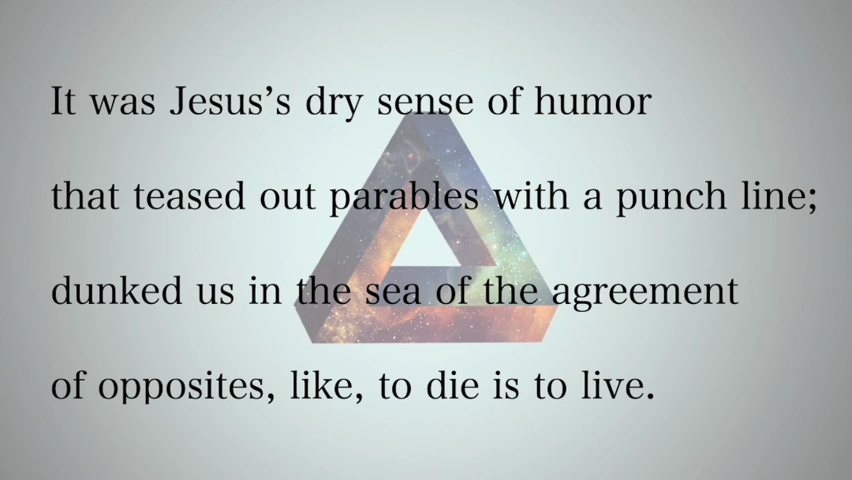 It was Jesus’s dry sense of humor
that teased out parables with a punch line;
dunked us in the sea of the agreement
of opposites, like, to die is to live.